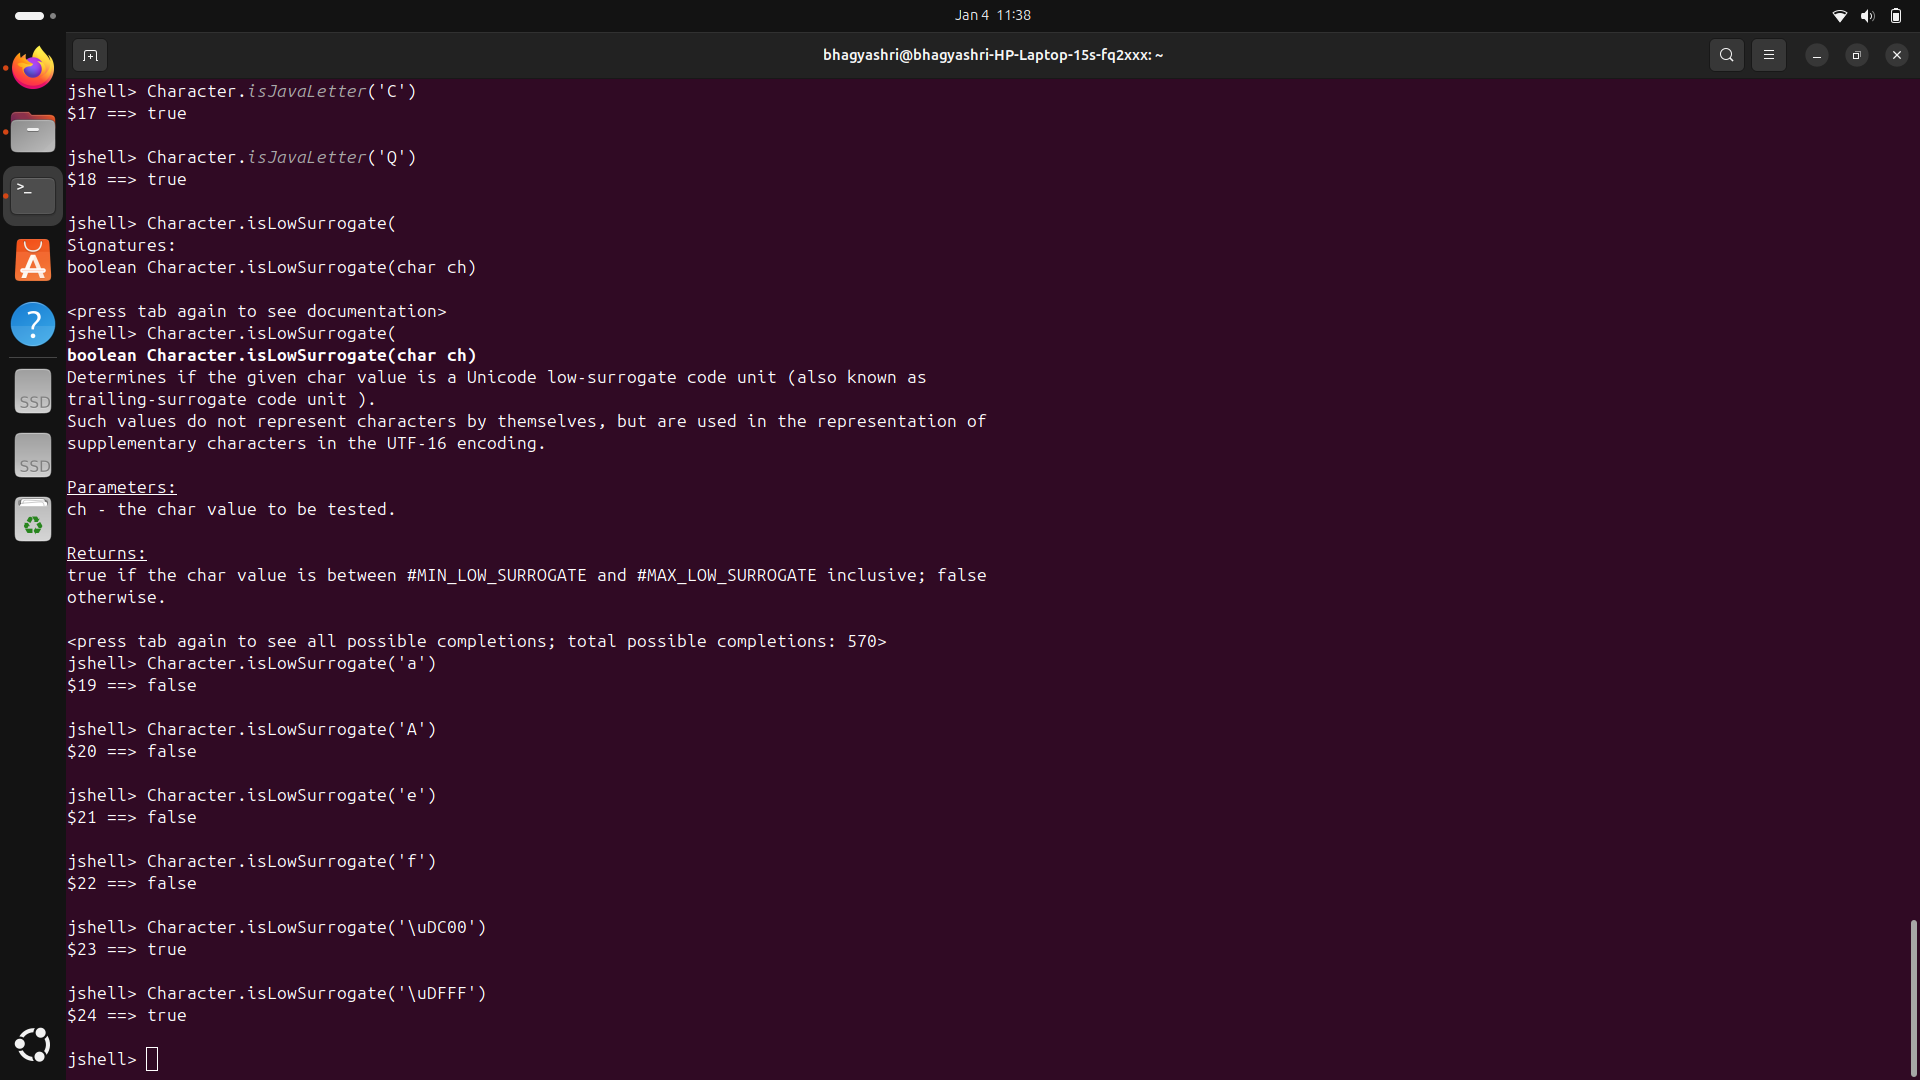 Jan 4 11:38
bhagyashri@bhagyashri-HP-Laptop-15s-fq2xxx: ~
jshell> Character.isJavaLetter('C')
$17 ==> true
jshell> Character.isJavaLetter('Q')
$18 ==> true
jshell> Character.isLowSurrogate(
Signatures:
boolean Character.isLowSurrogate(char ch)
<press tab again to see documentation>
jshell> Character.isLowSurrogate(
boolean Character.isLowSurrogate(char ch)
Determines if the given char value is a Unicode low-surrogate code unit (also known as
trailing-surrogate code unit ).
Such values do not represent characters by themselves, but are used in the representation of
supplementary characters in the UTF-16 encoding.
Parameters:
ch - the char value to be tested.
Returns:
true if the char value is between #MIN_LOW_SURROGATE and #MAX_LOW_SURROGATE inclusive; false
otherwise.
<press tab again to see all possible completions; total possible completions: 570>
jshell> Character.isLowSurrogate('a')
$19 ==> false
jshell> Character.isLowSurrogate('A')
$20 ==> false
jshell> Character.isLowSurrogate('e')
$21 ==> false
jshell> Character.isLowSurrogate('f')
$22 ==> false
jshell> Character.isLowSurrogate('\uDC00')
$23 ==> true
jshell> Character.isLowSurrogate('\uDFFF')
$24 ==> true
jshell>
>_
A
?
SSD
SSD